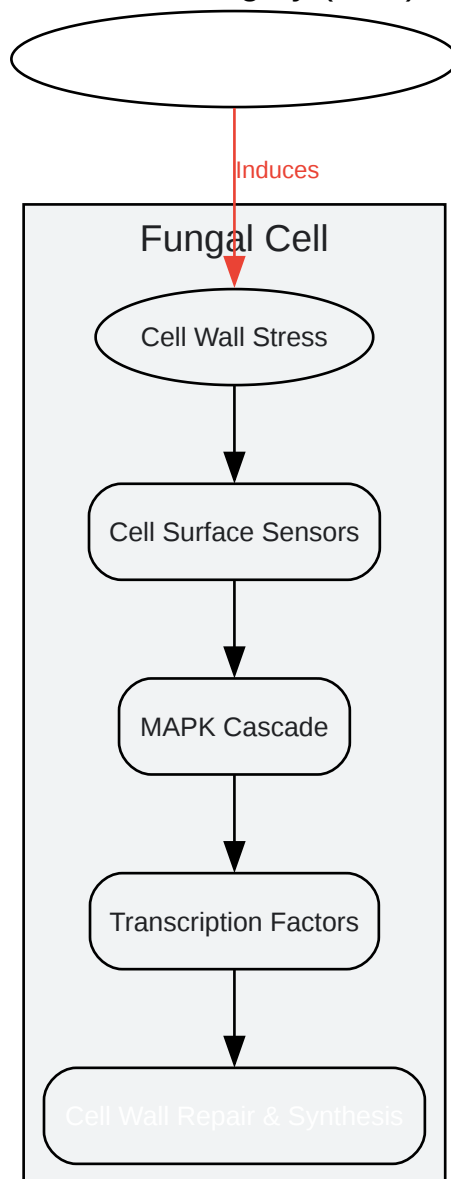 Induces
Fungal Cell
Cell Wall Stress
Cell Surface Sensors
MAPK Cascade
Transcription Factors
Cell Wall Repair & Synthesis